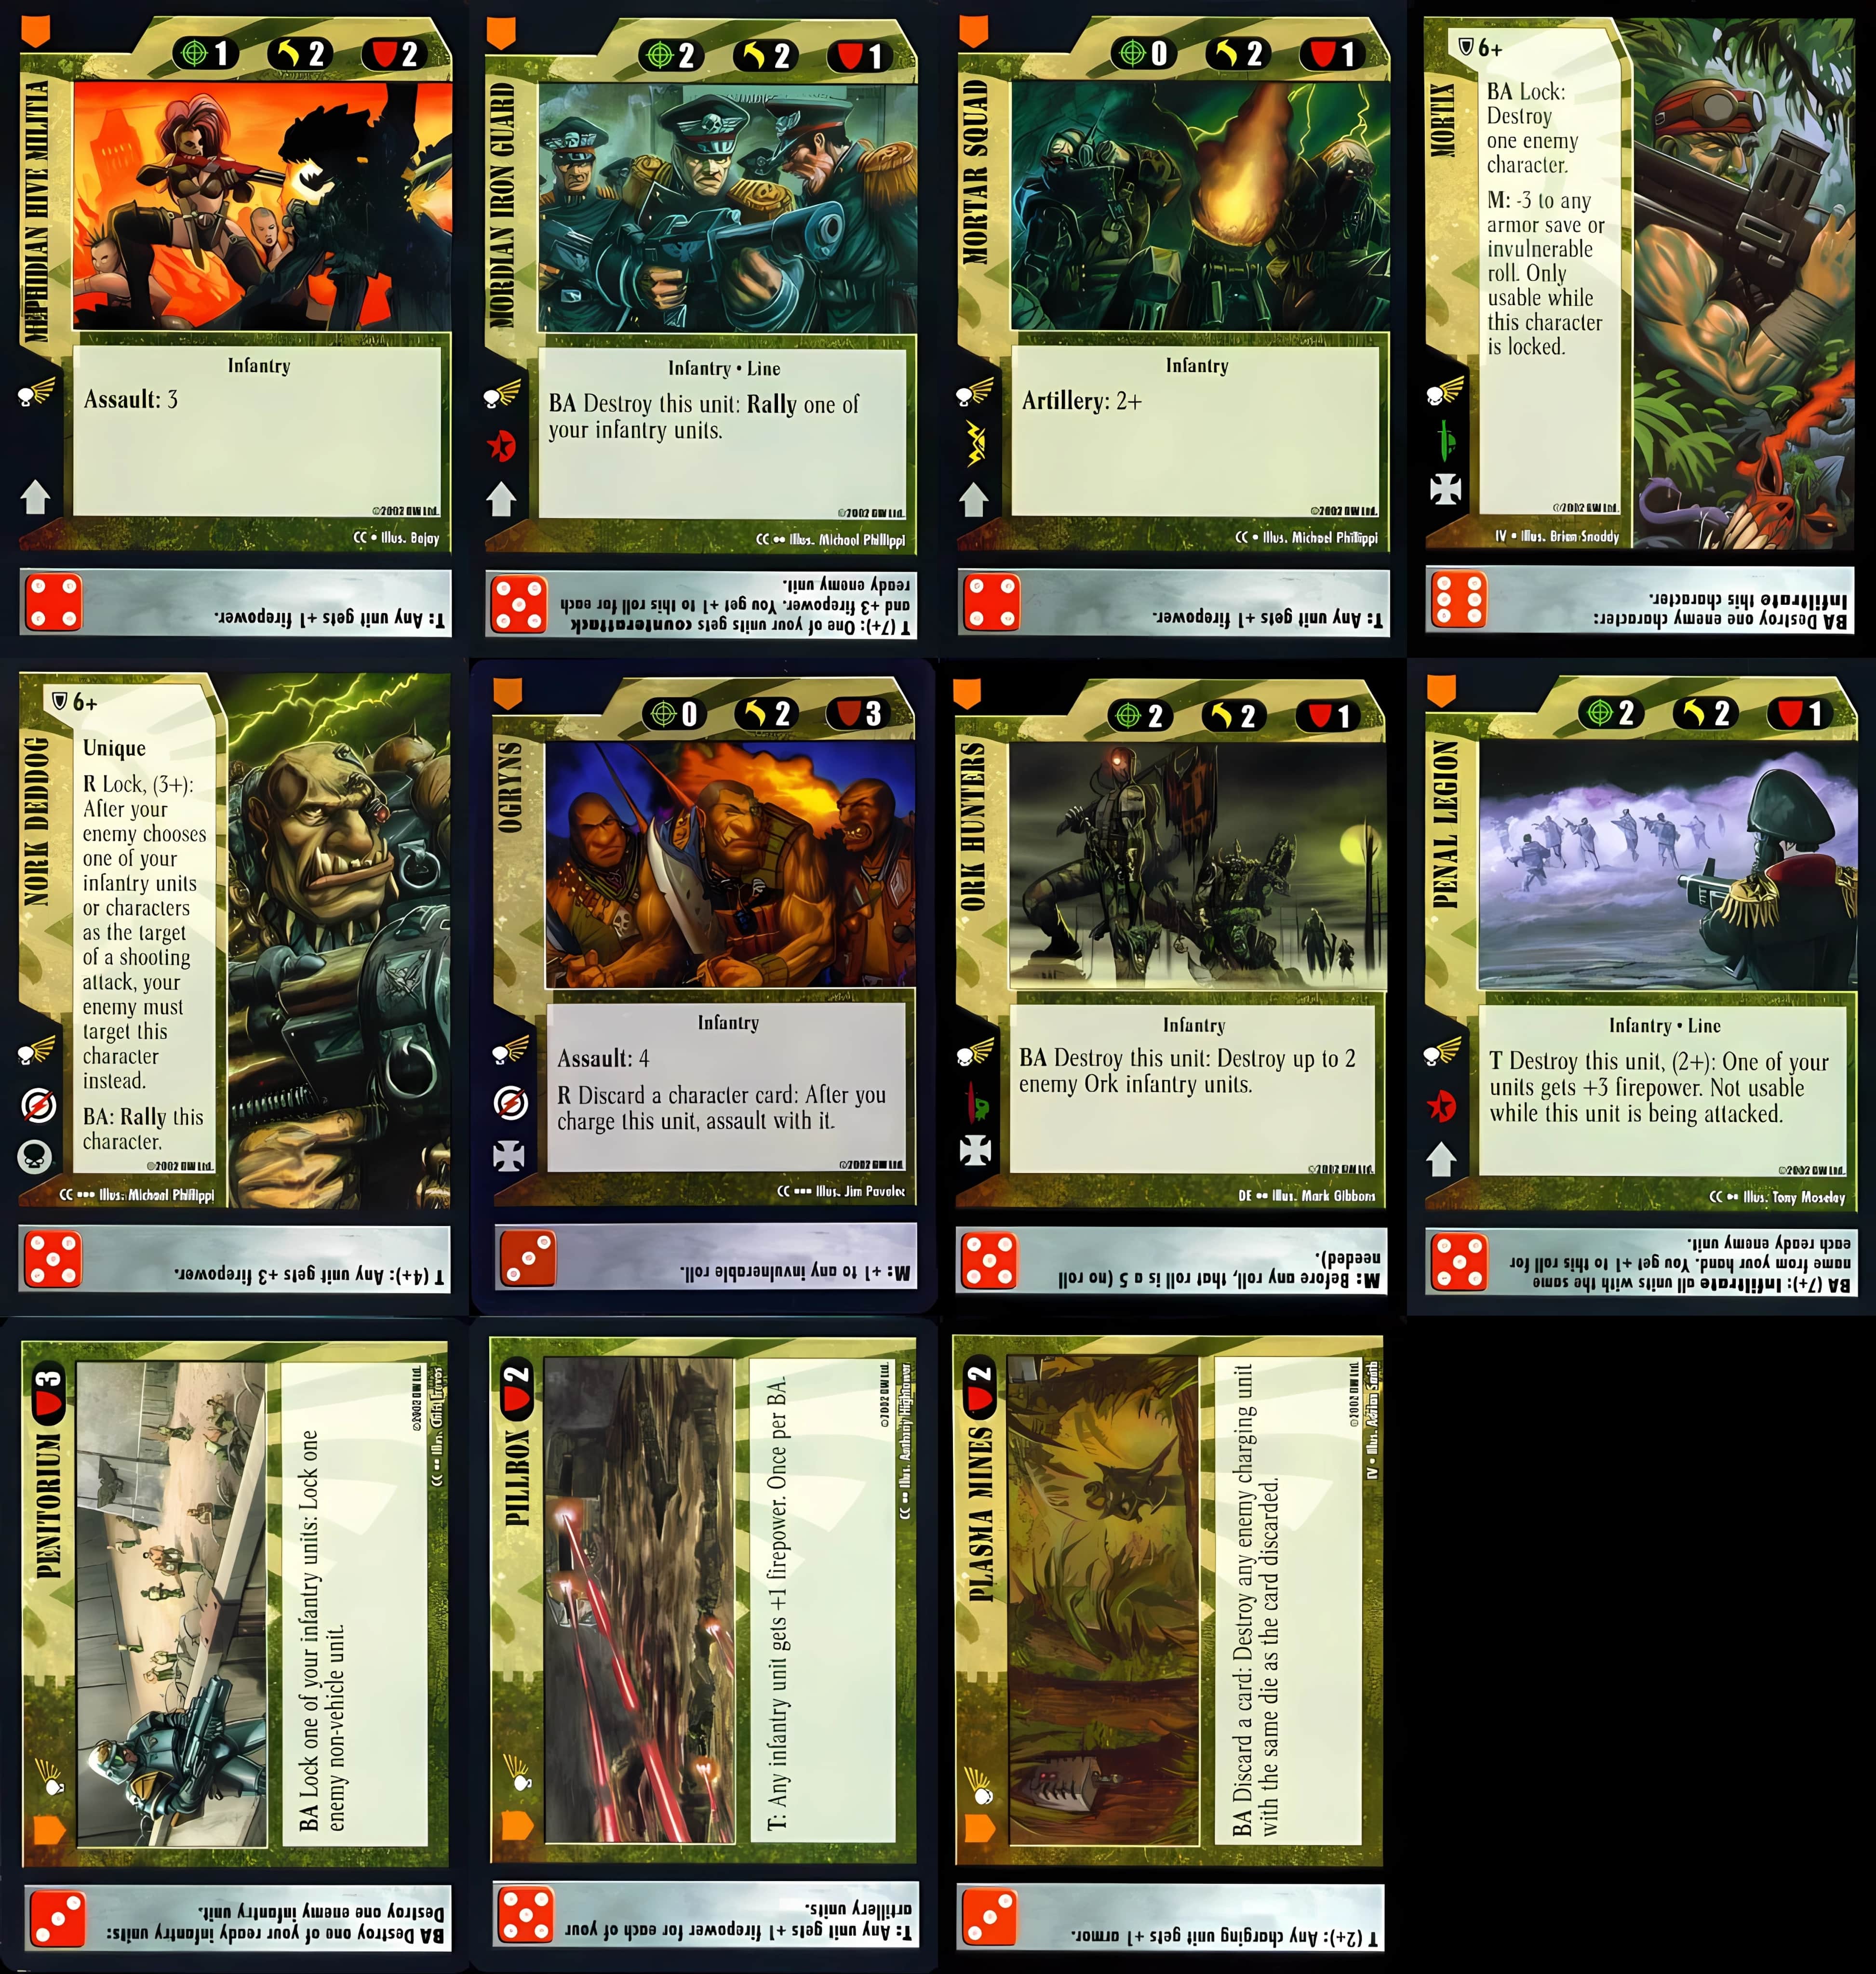 1 2 2
MEPHIDIAN HIVE MILITIA
Infantry
Assault: 3
©2002 GW Ltd.
CC • Illus. Bojay
T: Any unit gets +1 firepower.
2 2 1
MORDIAN IRON GUARD
Infantry • Line
BA Destroy this unit: Rally one of
your infantry units.
©2002 GW Ltd.
CC •• Illus. Michael Phillippi
T (7+): One of your units gets counterattack
and +3 firepower. You get +1 to this roll for each
ready enemy unit.
0 2 1
MORTAR SQUAD
Infantry
Artillery: 2+
©2002 GW Ltd.
CC • Illus. Michael Phillippi
T: Any unit gets +1 firepower.
6+
MORTIX
BA Lock:
Destroy
one enemy
character.
M: -3 to any
armor save or
invulnerable
roll. Only
usable while
this character
is locked.
©2002 GW Ltd.
IV • Illus. Brian Snoddy
BA Destroy one enemy character:
Infiltrate this character.
6+
NORK DEDDOG
Unique
R Lock, (3+):
After your
enemy chooses
one of your
infantry units
or characters
as the target
of a shooting
attack, your
enemy must
target this
character
instead.
BA: Rally this
character.
©2002 GW Ltd.
CC ••• Illus. Michael Phillippi
T (4+): Any unit gets +3 firepower.
0 2 3
OGRYNS
Infantry
Assault: 4
R Discard a character card: After you
charge this unit, assault with it.
©2002 GW Ltd.
CC ••• Illus. Jim Pavelec
M: +1 to any invulnerable roll.
2 2 1
ORK HUNTERS
Infantry
BA Destroy this unit: Destroy up to 2
enemy Ork infantry units.
©2002 GW Ltd.
DE •• Illus. Mark Gibbons
M: Before any roll, that roll is a 5 (no roll
needed).
2 2 1
PENAL LEGION
Infantry • Line
T Destroy this unit, (2+): One of your
units gets +3 firepower. Not usable
while this unit is being attacked.
©2002 GW Ltd.
CC •• Illus. Tony Moseley
BA (7+): Infiltrate all units with the same
name from your hand. You get +1 to this roll for
each ready enemy unit.
PENITORIUM 3
BA Lock one of your infantry units: Lock one
enemy non-vehicle unit.
©2002 GW Ltd.
CC •• Illus. Chris Trevas
BA Destroy one of your ready infantry units:
Destroy one enemy infantry unit.
PILLBOX 2
T: Any infantry unit gets +1 firepower. Once per BA.
©2002 GW Ltd.
CC •• Illus. Anthony Hightower
T: Any unit gets +1 firepower for each of your
artillery units.
PLASMA MINES 2
BA Discard a card: Destroy any enemy charging unit
with the same die as the card discarded.
©2002 GW Ltd.
IV • Illus. Adrian Smith
T (2+): Any charging unit gets +1 armor.